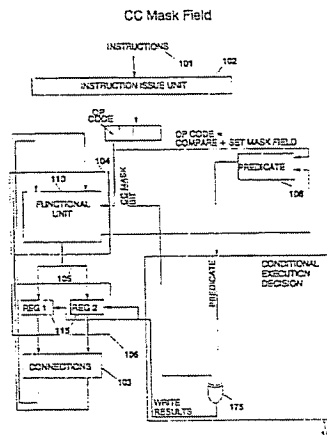 CC Mask Field
INSTRUCTIONS
101
102
INSTRUCTION ISSUE UNIT
OP
CODE
OP CODE
COMPARE + SET MASK FIELD
104
110
CC MASK
BIT
PREDICATE
108
FUNCTIONAL
UNIT
PREDICATE
CONDITIONAL
EXECUTION
DECISION
105
REG 1
REG 2
115
106
CONNECTIONS
103
WRITE
RESULTS
175